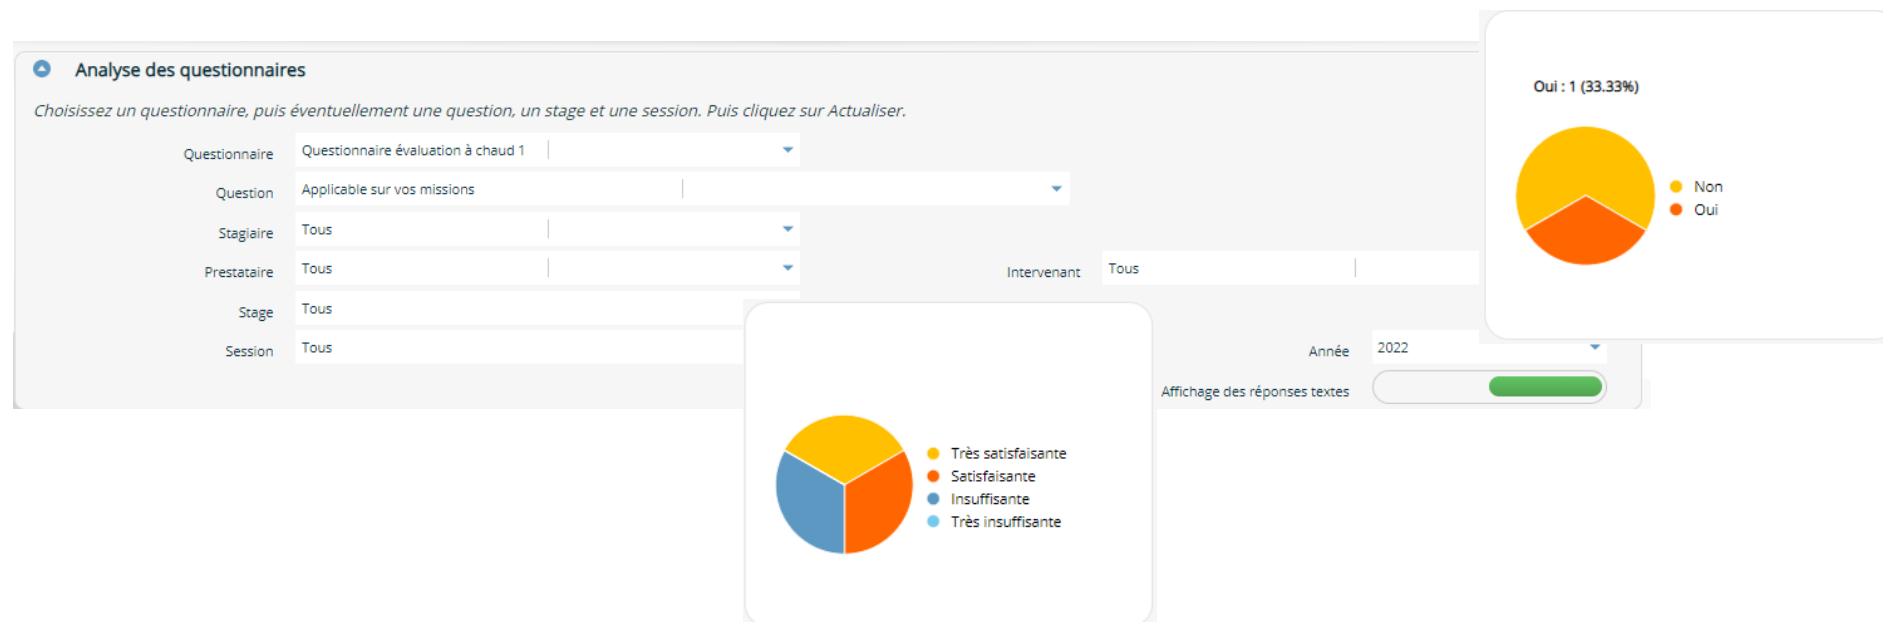 Analyse des questionnaires
Choisissez un questionnaire, puis éventuellement une question, un stage et une session. Puis cliquez sur Actualiser.
Questionnaire Questionnaire évaluation à chaud 1
Question Applicable sur vos missions
Stagiaire Tous
Prestataire Tous
Intervenant Tous
Stage Tous
Session Tous
Année 2022
Affichage des réponses textes
Oui : 1 (33.33%)
Non
Oui
Très satisfaisante
Satisfaisante
Insuffisante
Très insuffisante